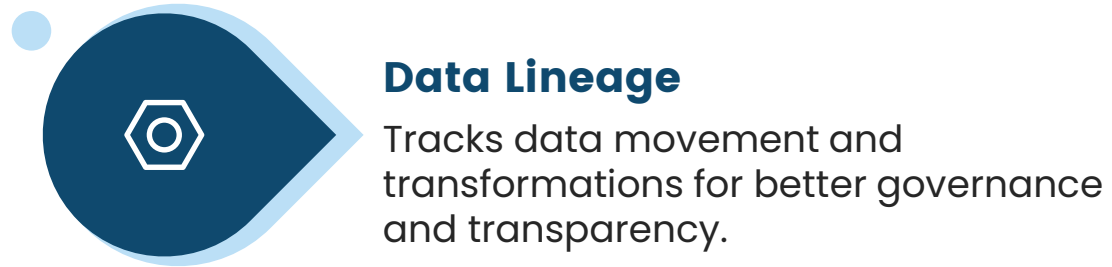 Data Lineage
Tracks data movement and
transformations for better governance
and transparency.